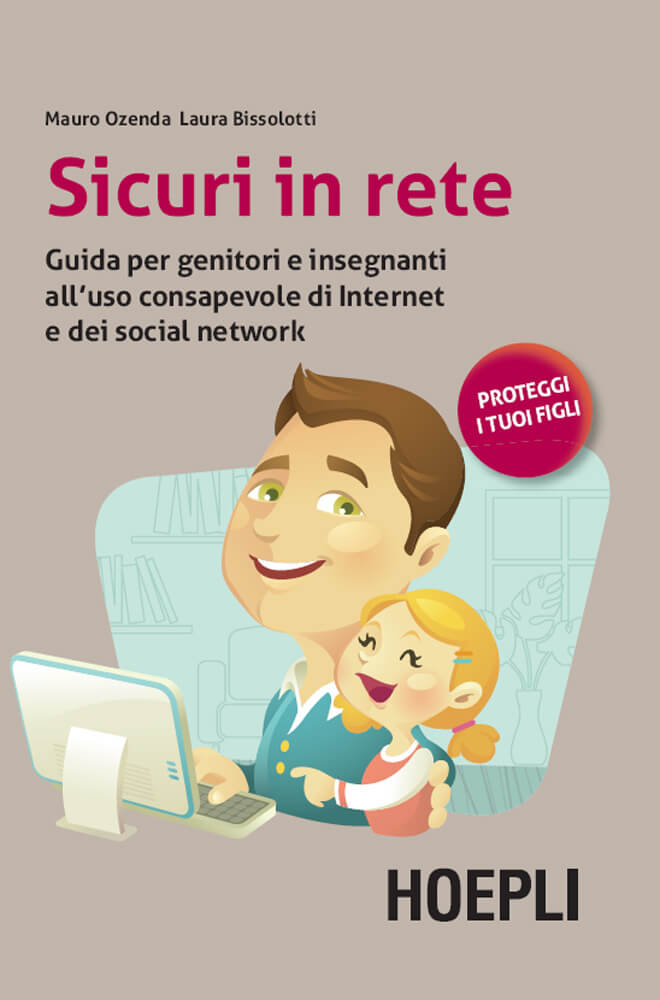 Mauro Ozenda Laura Bissolotti
Sicuri in rete
Guida per genitori e insegnanti
all'uso consapevole di Internet
e dei social network
PROTEGGI
I TUOI FIGLI
HOEPLI